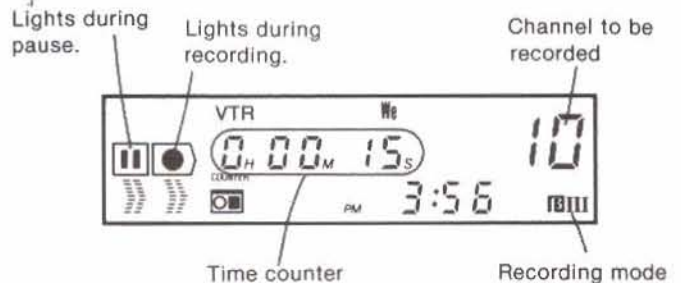 Lights during
pause.
Lights during
recording.
Channel to be
recorded
VTR We
10
0H 00M 15S
COUNTER
PM 3:56
βIII
Time counter
Recording mode